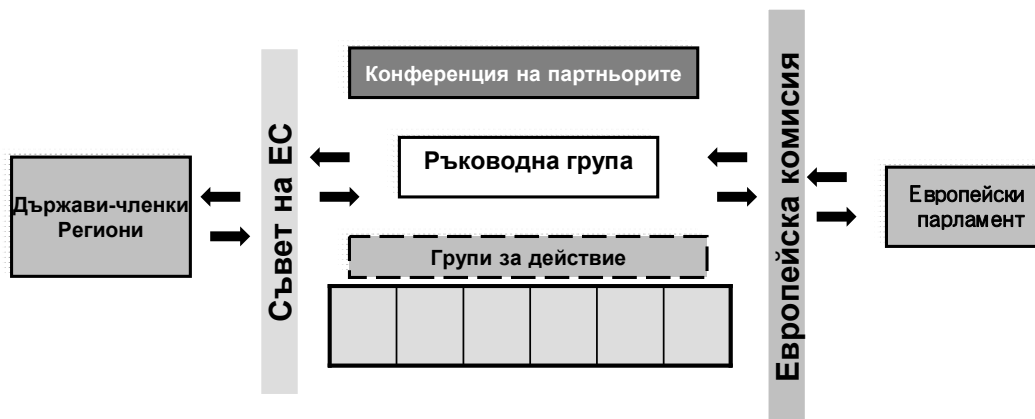 Конференция на партньорите
Ръководна група
Групи за действие
Държави-членки
Региони
Съвет на ЕС
Европейска комисия
Европейски
парламент